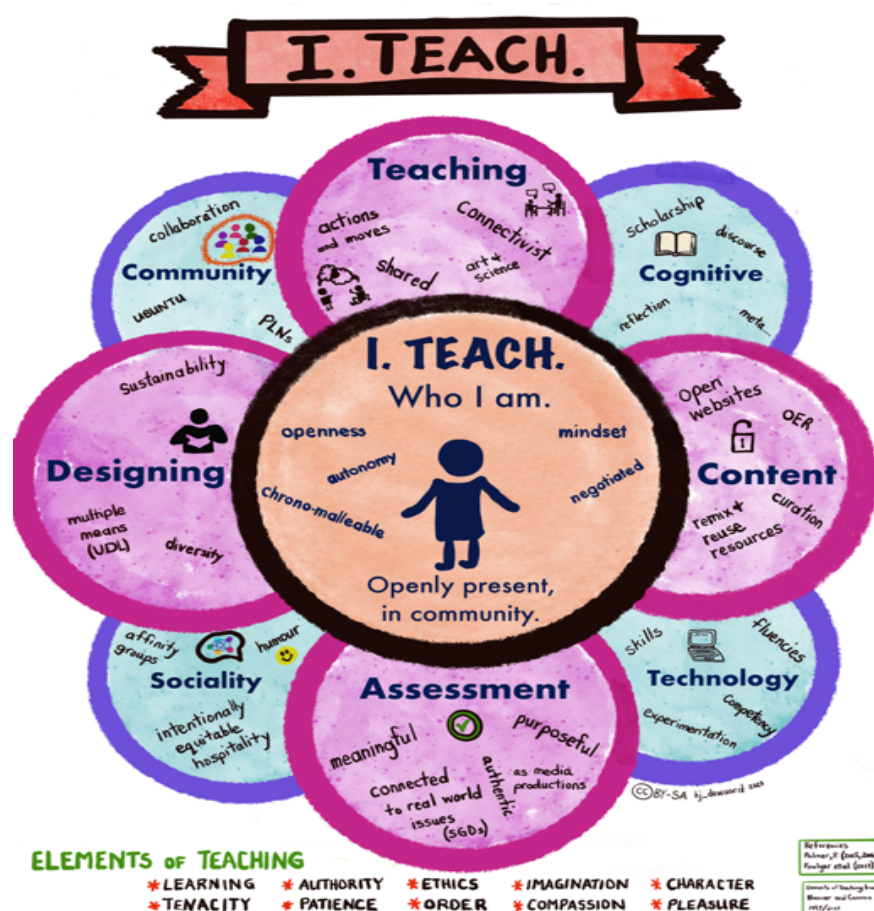 I. TEACH.
Teaching
actions
and moves
Connectivist
shared
art &
science
collaboration
Community
UBUNTU
PLNs
scholarship
discourse
Cognitive
reflection
meta...
I. TEACH.
Who I am.
openness
autonomy
chrono-malleable
mindset
negotiated
Openly present,
in community.
Sustainability
Designing
multiple
means
(UDL)
diversity
Open
websites
OER
1
Content
remix &
reuse
resources
curation
affinity
groups
humour
Sociality
intentionally
equitable
hospitality
Assessment
meaningful
purposeful
connected
to real world
issues
(SGDs)
authentic
as media
productions
skills
fluencies
Technology
competency
experimentation
CC BY-SA hj_dewaard
ELEMENTS of TEACHING
* LEARNING * AUTHORITY * ETHICS * IMAGINATION * CHARACTER
* TENACITY * PATIENCE * ORDER * COMPASSION * PLEASURE
References